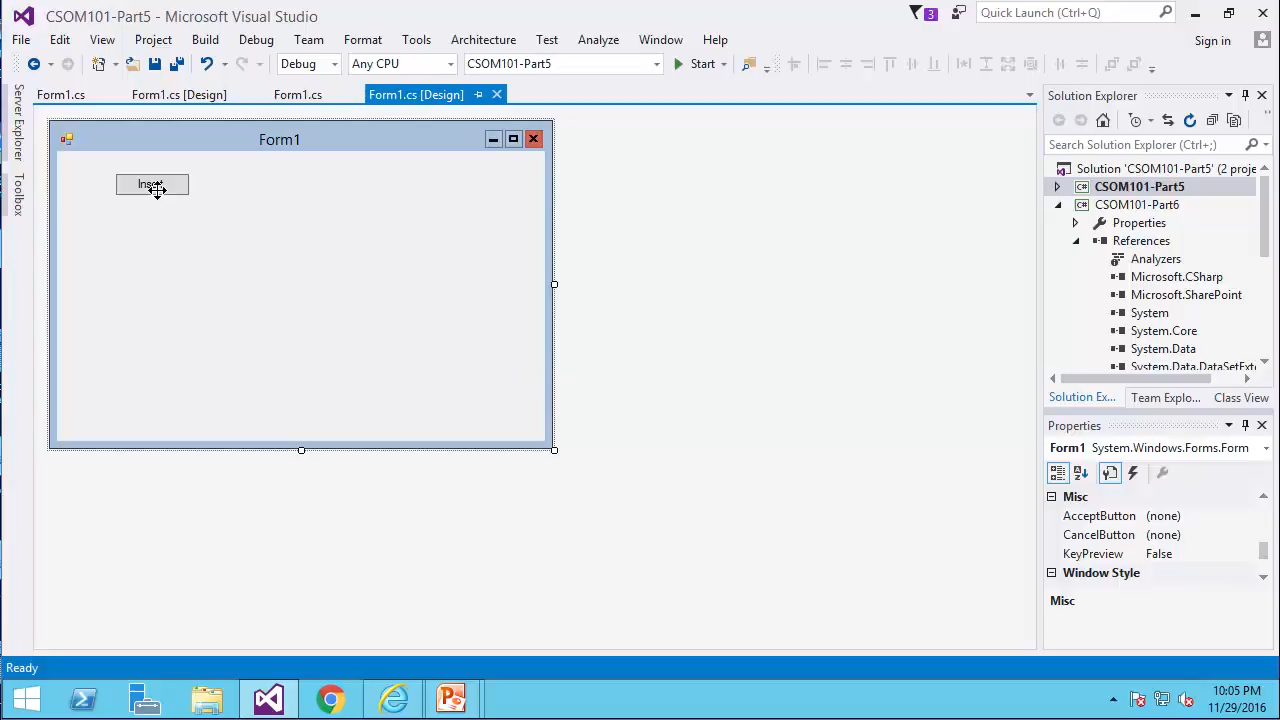 CSOM101-Part5 - Microsoft Visual Studio
3
Quick Launch (Ctrl+Q)
File Edit View Project Build Debug Team Format Tools Architecture Test Analyze Window Help
Sign in
Debug Any CPU CSOM101-Part5 Start
Form1.cs Form1.cs [Design] Form1.cs Form1.cs [Design]
Server Explorer
Toolbox
Form1
Solution Explorer
Search Solution Explorer (Ctrl+;)
Solution 'CSOM101-Part5' (2 proje
C# CSOM101-Part5
C# CSOM101-Part6
Properties
References
Analyzers
Microsoft.CSharp
Microsoft.SharePoint
System
System.Core
System.Data
System.Data.DataSetExt
Solution Ex... Team Explo... Class View
Properties
Form1 System.Windows.Forms.Form
Misc
AcceptButton (none)
CancelButton (none)
KeyPreview False
Window Style
Misc
Ready
10:05 PM
11/29/2016